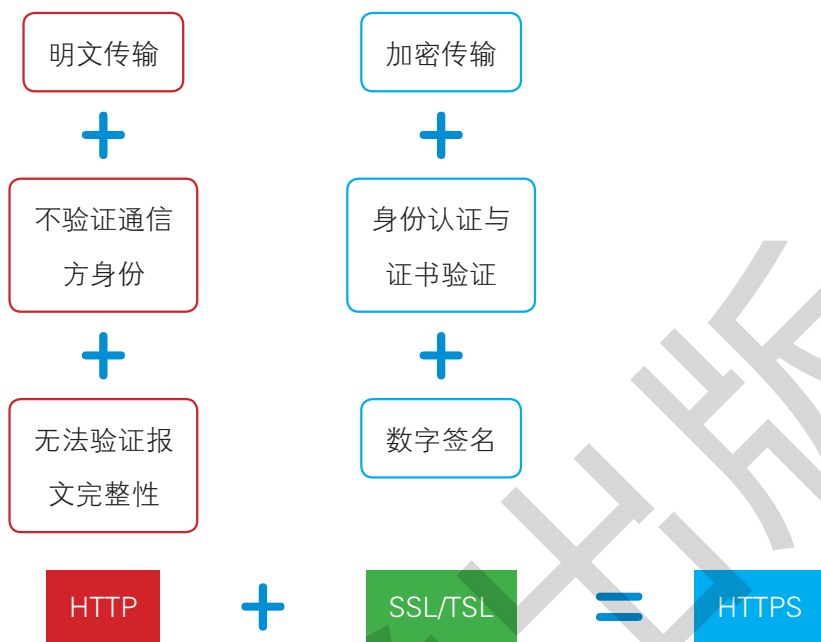 明文传输
加密传输
+
+
不验证通信
方身份
身份认证与
证书验证
+
+
无法验证报
文完整性
数字签名
HTTP + SSL/TSL = HTTPS
出版